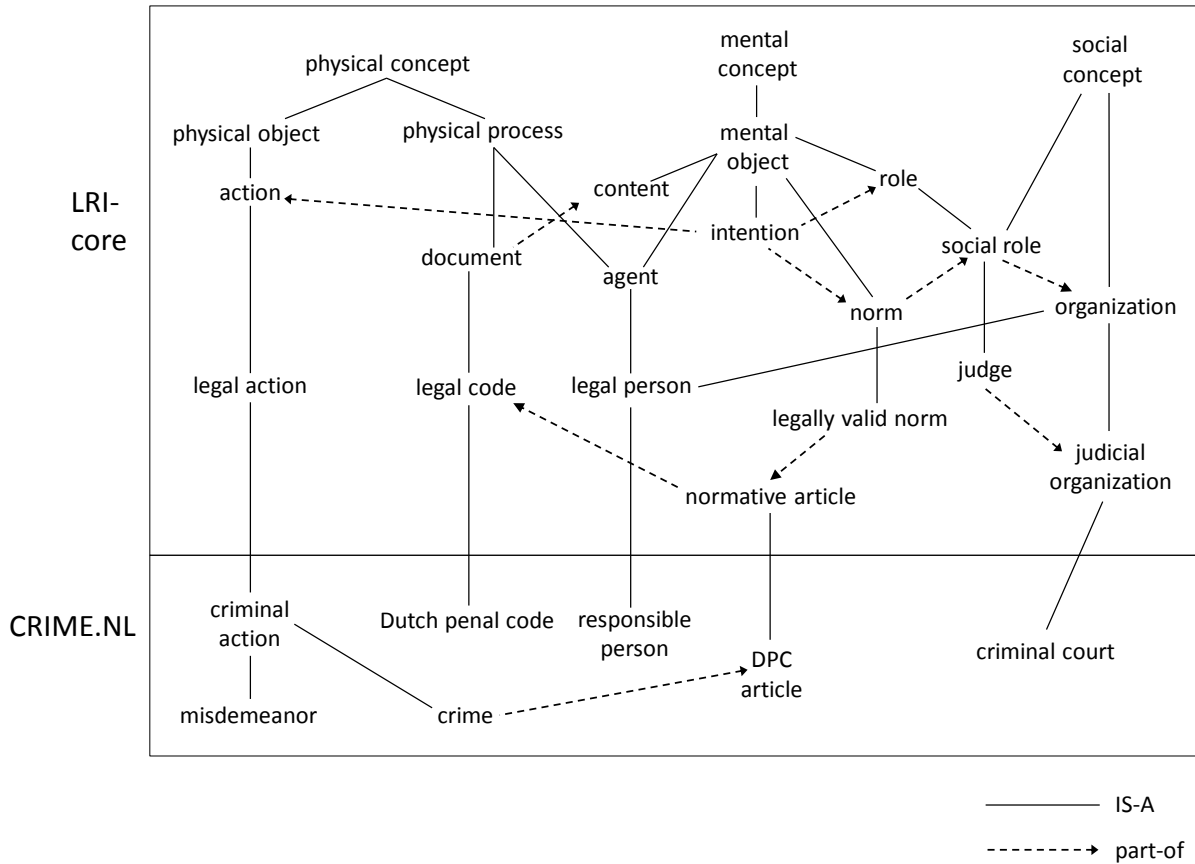 mental
concept
social
concept
physical concept
physical object
physical process
mental
object
role
content
action
LRI-
core
intention
social role
document
agent
norm
organization
judge
legal action
legal code
legal person
legally valid norm
judicial
organization
normative article
CRIME.NL
criminal
action
Dutch penal code
responsible
person
DPC
article
criminal court
misdemeanor
crime
IS-A
part-of